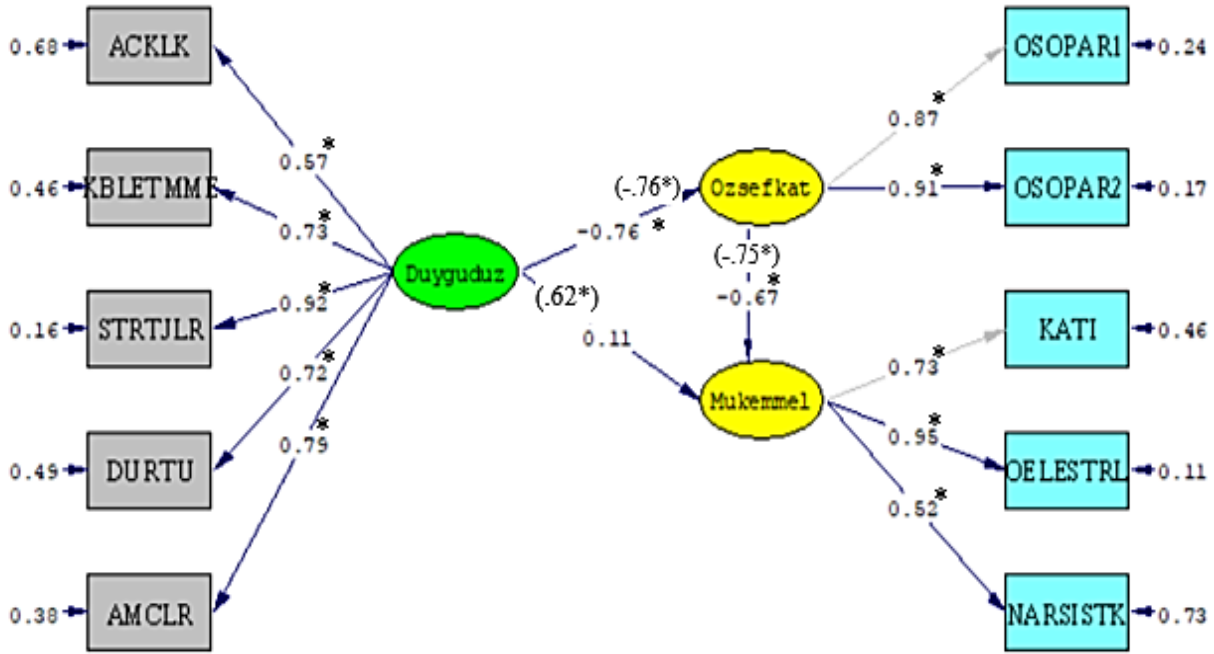 0.68
ACKLK
0.46
KBLETMME
0.16
STRTJLR
0.49
DURTU
0.38
AMCLR
0.57*
0.73*
0.92*
0.72*
0.79*
Duyguduz
(-.76*)
-0.76 *
(.62*)
0.11
Ozsefkat
(-.75*)
-0.67*
Mukemmel
0.87*
0.91*
0.73*
0.95*
0.52*
OSOPAR1
0.24
OSOPAR2
0.17
KATI
0.46
OELESTRL
0.11
NARSISTK
0.73